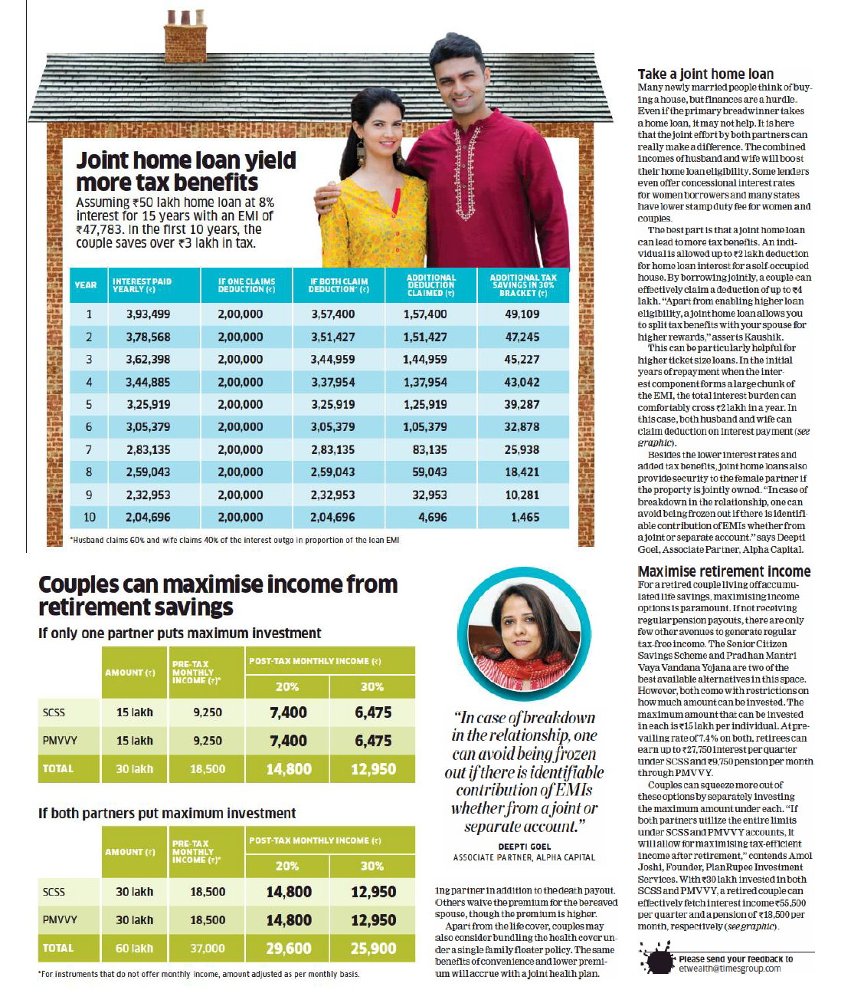 Joint home loan yield
more tax benefits
Assuming ₹50 lakh home loan at 8%
interest for 15 years with an EMI of
₹47,783. In the first 10 years, the
couple saves over ₹3 lakh in tax.
YEAR INTEREST PAID YEARLY (₹) IF ONE CLAIMS DEDUCTION (₹) IF BOTH CLAIM DEDUCTION* (₹) ADDITIONAL DEDUCTION CLAIMED (₹) ADDITIONAL TAX SAVINGS IN 30% BRACKET (₹)
1 3,93,499 2,00,000 3,57,400 1,57,400 49,109
2 3,78,568 2,00,000 3,51,427 1,51,427 47,245
3 3,62,398 2,00,000 3,44,959 1,44,959 45,227
4 3,44,885 2,00,000 3,37,954 1,37,954 43,042
5 3,25,919 2,00,000 3,25,919 1,25,919 39,287
6 3,05,379 2,00,000 3,05,379 1,05,379 32,878
7 2,83,135 2,00,000 2,83,135 83,135 25,938
8 2,59,043 2,00,000 2,59,043 59,043 18,421
9 2,32,953 2,00,000 2,32,953 32,953 10,281
10 2,04,696 2,00,000 2,04,696 4,696 1,465
*Husband claims 60% and wife claims 40% of the interest outgo in proportion of the loan EMI
Couples can maximise income from
retirement savings
If only one partner puts maximum investment
AMOUNT (₹) PRE-TAX MONTHLY INCOME (₹)* POST-TAX MONTHLY INCOME (₹)
20% 30%
SCSS 15 lakh 9,250 7,400 6,475
PMVVY 15 lakh 9,250 7,400 6,475
TOTAL 30 lakh 18,500 14,800 12,950
If both partners put maximum investment
AMOUNT (₹) PRE-TAX MONTHLY INCOME (₹)* POST-TAX MONTHLY INCOME (₹)
20% 30%
SCSS 30 lakh 18,500 14,800 12,950
PMVVY 30 lakh 18,500 14,800 12,950
TOTAL 60 lakh 37,000 29,600 25,900
*For instruments that do not offer monthly income, amount adjusted as per monthly basis.
“In case of breakdown
in the relationship, one
can avoid being frozen
out if there is identifiable
contribution of EMIs
whether from a joint or
separate account.”
DEEPTI GOEL
ASSOCIATE PARTNER, ALPHA CAPITAL
ing partner in addition to the death payout.
Others waive the premium for the bereaved
spouse, though the premium is higher.
Apart from the life cover, couples may
also consider bundling the health cover un-
der a single family floater policy. The same
benefits of convenience and lower premi-
um will accrue with a joint health plan.
Take a joint home loan
Many newly married people think of buy-
ing a house, but finances are a hurdle.
Even if the primary breadwinner takes
a home loan, it may not help. It is here
that the joint effort by both partners can
really make a difference. The combined
incomes of husband and wife will boost
their home loan eligibility. Some lenders
even offer concessional interest rates
for women borrowers and many states
have lower stamp duty fee for women and
couples.
The best part is that a joint home loan
can lead to more tax benefits. An indi-
vidual is allowed up to ₹2 lakh deduction
for home loan interest for a self-occupied
house. By borrowing jointly, a couple can
effectively claim a deduction of up to ₹4
lakh. “Apart from enabling higher loan
eligibility, a joint home loan allows you
to split tax benefits with your spouse for
higher rewards,” asserts Kaushik.
This can be particularly helpful for
higher ticket size loans. In the initial
years of repayment when the inter-
est component forms a large chunk of
the EMI, the total interest burden can
comfortably cross ₹2 lakh in a year. In
this case, both husband and wife can
claim deduction on interest payment (see
graphic).
Besides the lower interest rates and
added tax benefits, joint home loans also
provide security to the female partner if
the property is jointly owned. “In case of
breakdown in the relationship, one can
avoid being frozen out if there is identifi-
able contribution of EMIs whether from
a joint or separate account.” says Deepti
Goel, Associate Partner, Alpha Capital.
Maximise retirement income
For a retired couple living off accumu-
lated life savings, maximising income
options is paramount. If not receiving
regular pension payouts, there are only
few other avenues to generate regular
tax-free income. The Senior Citizen
Savings Scheme and Pradhan Mantri
Vaya Vandana Yojana are two of the
best available alternatives in this space.
However, both come with restrictions on
how much amount can be invested. The
maximum amount that can be invested
in each is ₹15 lakh per individual. At pre-
vailing rate of 7.4% on both, retirees can
earn up to ₹27,750 interest per quarter
under SCSS and ₹9,750 pension per month
through PMVVY.
Couples can squeeze more out of
these options by separately investing
the maximum amount under each. “If
both partners utilize the entire limits
under SCSS and PMVVY accounts, it
will allow for maximising tax-efficient
income after retirement,” contends Amol
Joshi, Founder, PlanRupee Investment
Services. With ₹30 lakh invested in both
SCSS and PMVVY, a retired couple can
effectively fetch interest income ₹55,500
per quarter and a pension of ₹18,500 per
month, respectively (see graphic).
Please send your feedback to
etwealth@timesgroup.com